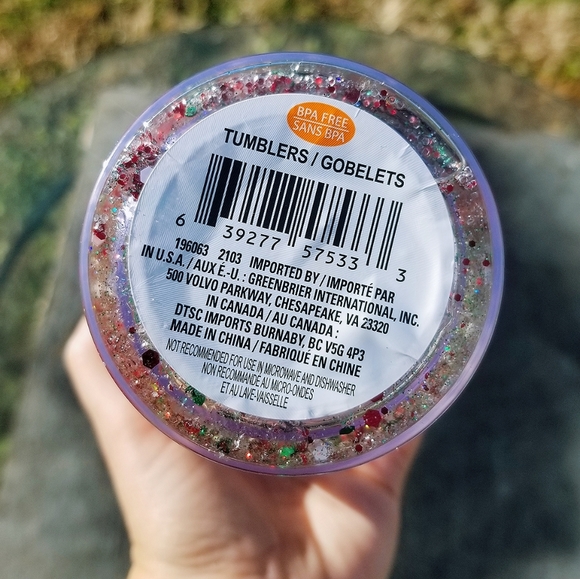 BPA FREE
SANS BPA
TUMBLERS / GOBELETS
6 39277 57533 3
196063 2103 IMPORTED BY / IMPORTÉ PAR
IN U.S.A. / AUX É.-U. : GREENBRIER INTERNATIONAL, INC.
500 VOLVO PARKWAY, CHESAPEAKE, VA 23320
IN CANADA / AU CANADA :
DTSC IMPORTS BURNABY, BC V5G 4P3
MADE IN CHINA / FABRIQUE EN CHINE
NOT RECOMMENDED FOR USE IN MICROWAVE AND DISHWASHER
NON RECOMMANDÉ AU MICRO-ONDES
ET AU LAVE-VAISSELLE